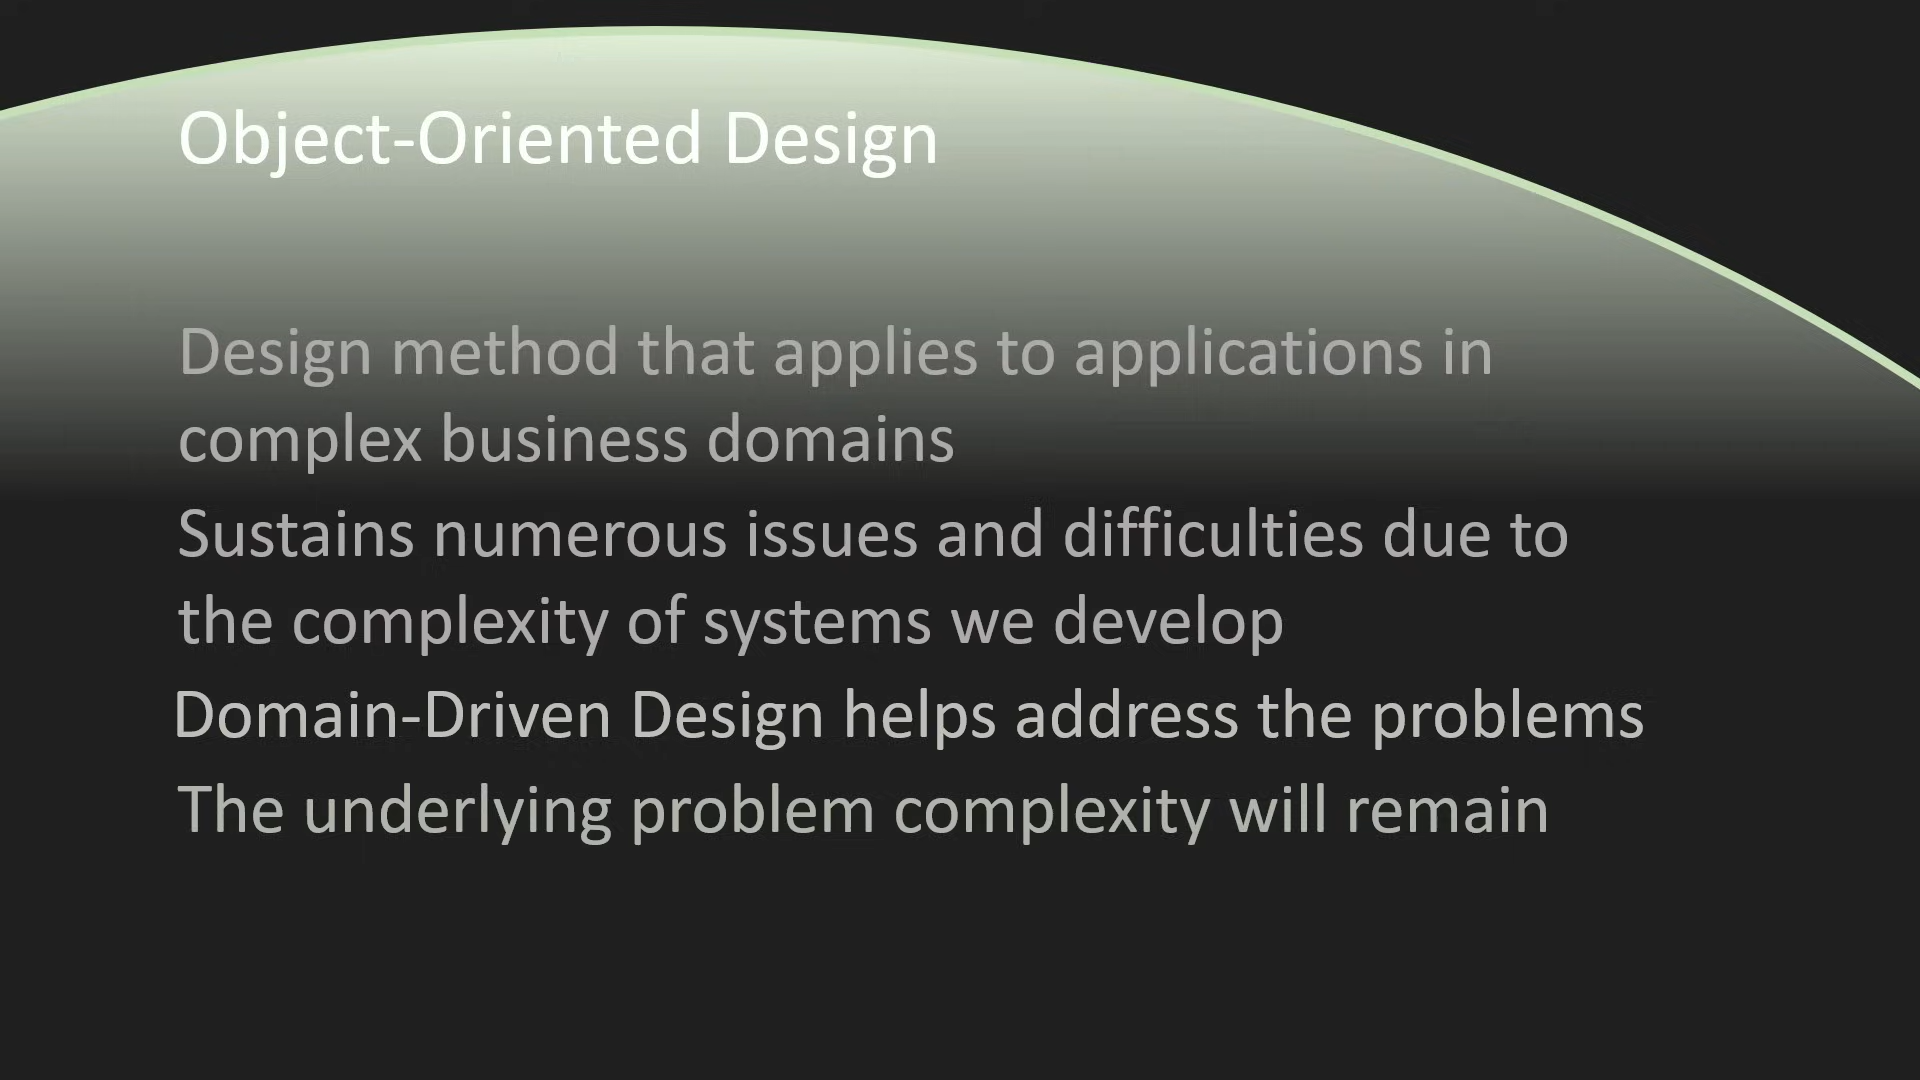 Object-Oriented Design
Design method that applies to applications in
complex business domains
Sustains numerous issues and difficulties due to
the complexity of systems we develop
Domain-Driven Design helps address the problems
The underlying problem complexity will remain